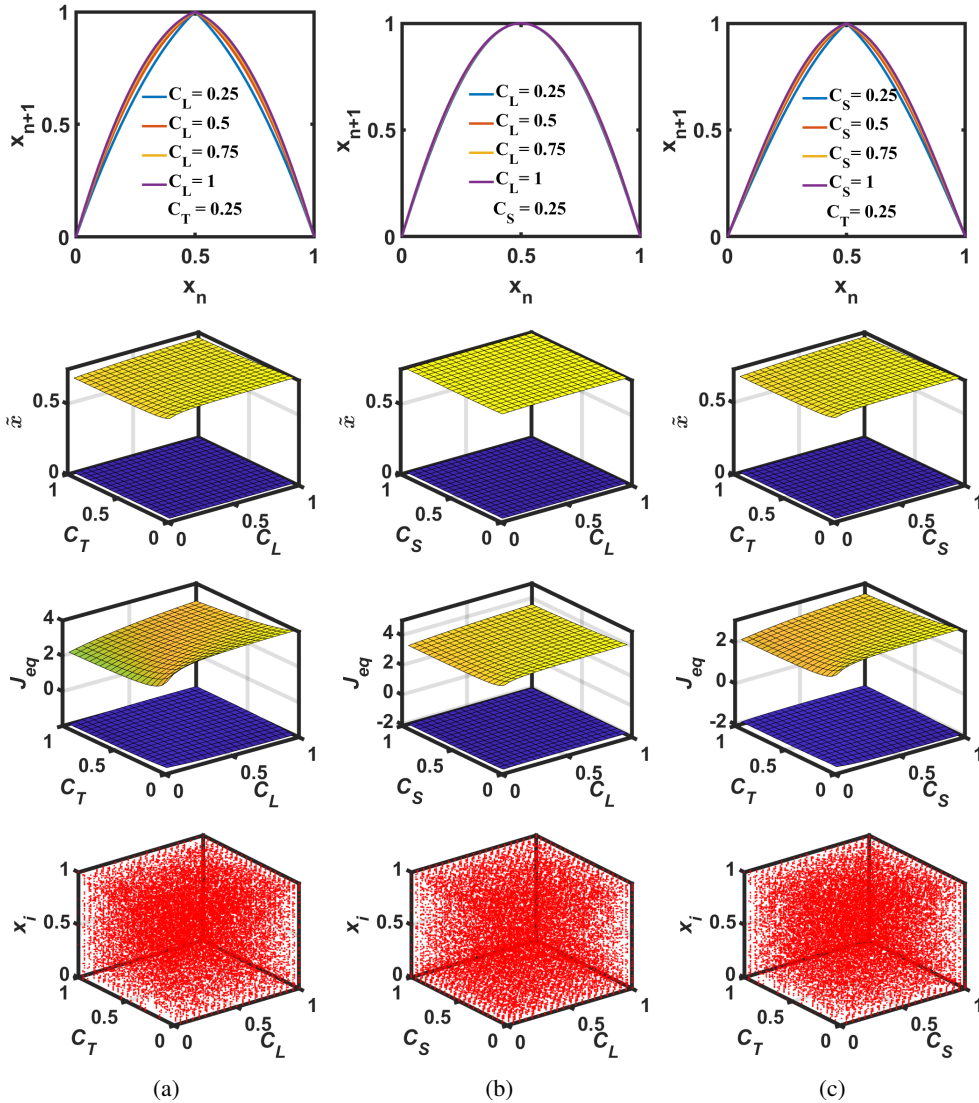 1
x_{n+1}
0.5
0
0
0.5
1
x_n
C_L = 0.25
C_L = 0.5
C_L = 0.75
C_L = 1
C_T = 0.25
1
x_{n+1}
0.5
0
0
0.5
1
x_n
C_L = 0.25
C_L = 0.5
C_L = 0.75
C_L = 1
C_S = 0.25
1
x_{n+1}
0.5
0
0
0.5
1
x_n
C_S = 0.25
C_S = 0.5
C_S = 0.75
C_S = 1
C_T = 0.25
x̃
0.5
0
1
0.5
0
C_T
0
0.5
1
C_L
x̃
0.5
0
1
0.5
0
C_S
0
0.5
1
C_L
x̃
0.5
0
1
0.5
0
C_T
0
0.5
1
C_S
J_{eq}
4
2
0
1
0.5
0
C_T
0
0.5
1
C_L
J_{eq}
4
2
0
-2
1
0.5
0
C_S
0
0.5
1
C_L
J_{eq}
2
0
-2
1
0.5
0
C_T
0
0.5
1
C_S
x_i
1
0.5
0
1
0.5
0
C_T
0
0.5
1
C_L
x_i
1
0.5
0
1
0.5
0
C_S
0
0.5
1
C_L
x_i
1
0.5
0
1
0.5
0
C_T
0
0.5
1
C_S
(a)
(b)
(c)